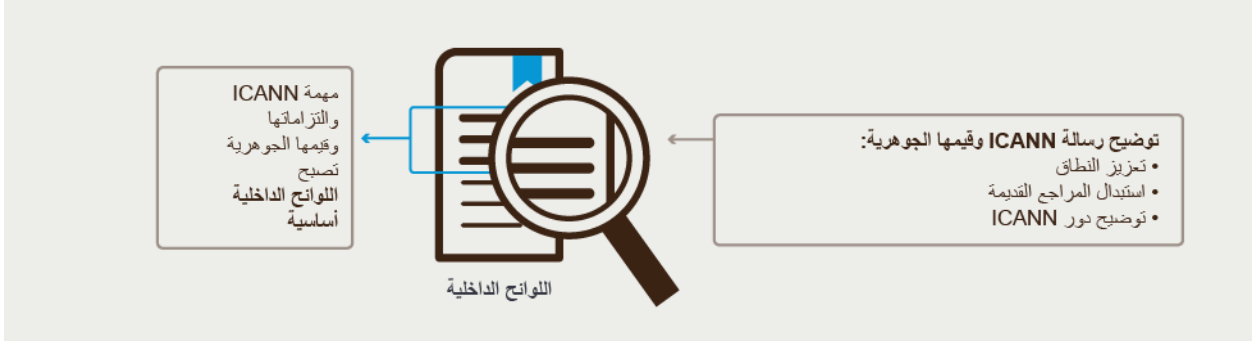 توضيح رسالة ICANN وقيمها الجوهرية:
• تعزيز النطاق
• استبدال المراجع القديمة
• توضيح دور ICANN
اللوائح الداخلية
مهمة ICANN
والتزاماتها
وقيمها الجوهرية
تصبح
اللوائح الداخلية
أساسية